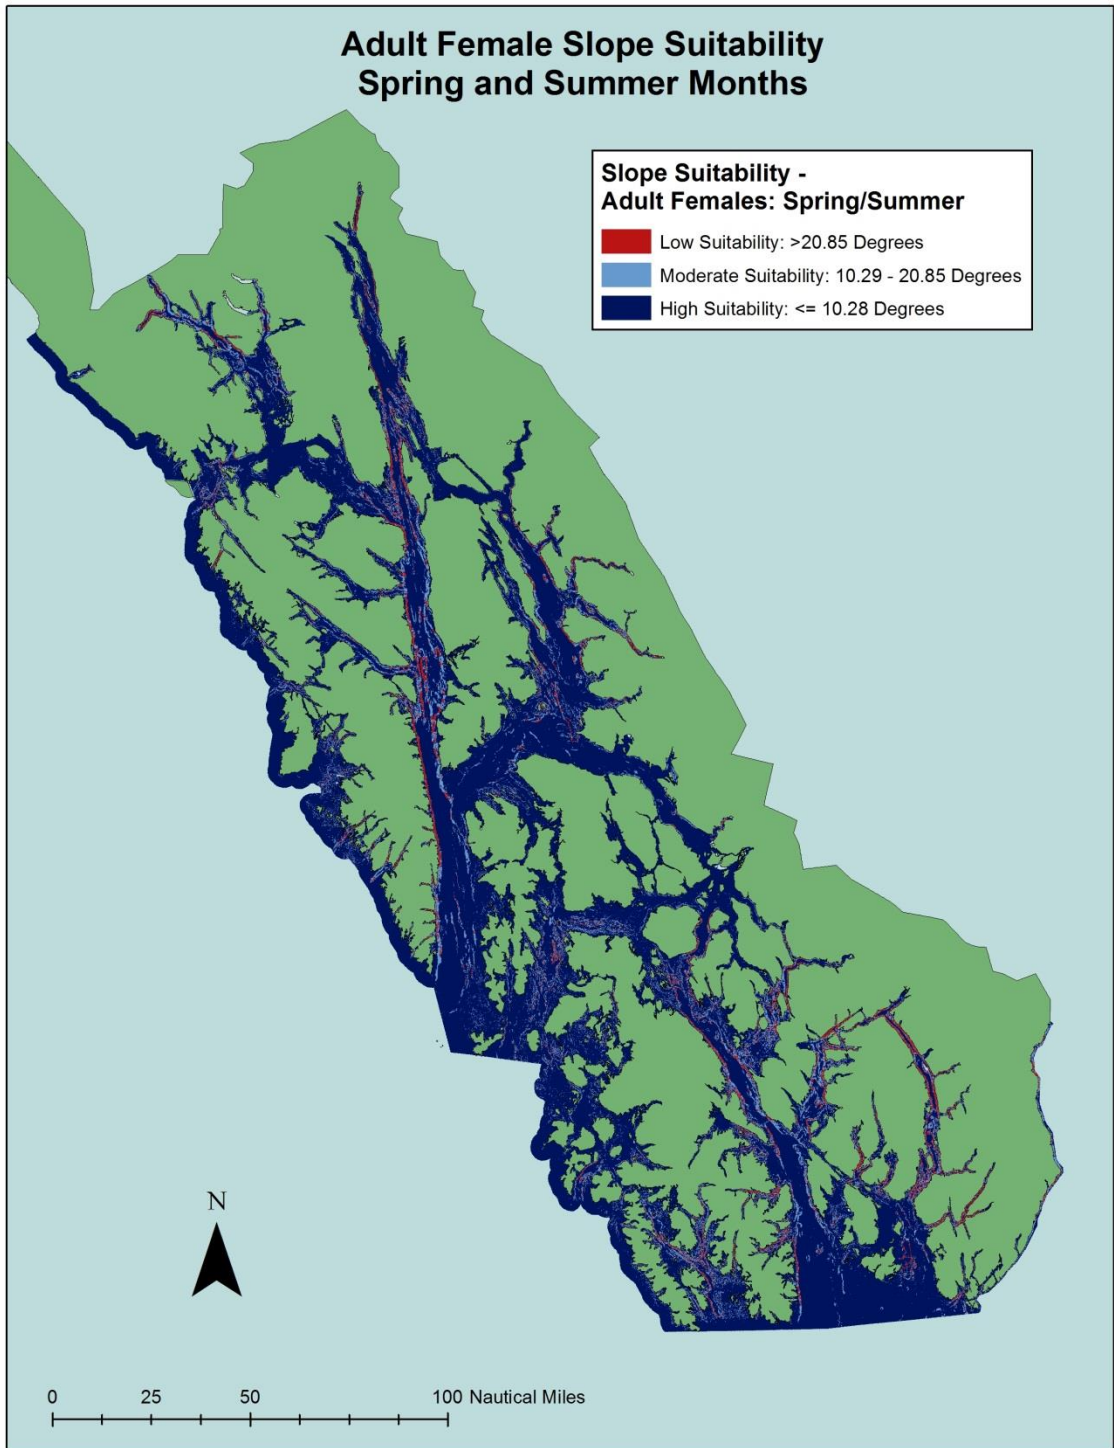 Adult Female Slope Suitability
Spring and Summer Months
Slope Suitability -
Adult Females: Spring/Summer
Low Suitability: >20.85 Degrees
Moderate Suitability: 10.29 - 20.85 Degrees
High Suitability: <= 10.28 Degrees
N
0 25 50 100 Nautical Miles